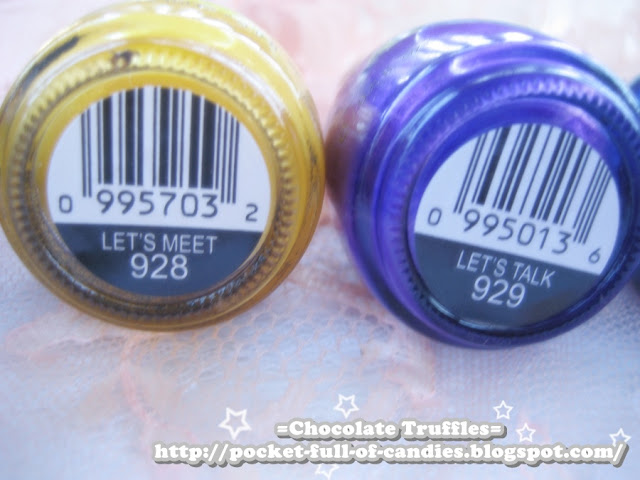 0 995703 2
LET'S MEET
928
0 995013 6
LET'S TALK
929
=Chocolate Truffles=
http://pocket-full-of-candies.blogspot.com/